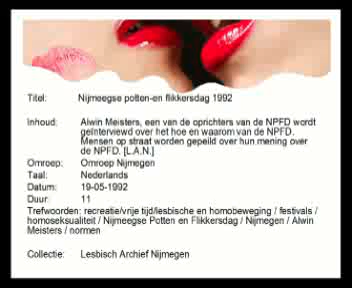 Titel: Nijmeegse potten-en flikkersdag 1992
Inhoud: Alwin Meisters, een van de oprichters van de NPFD wordt
geïnterviewd over het hoe en waarom van de NPFD.
Mensen op straat worden gepeild over hun mening over
de NPFD. [L.A.N.]
Omroep: Omroep Nijmegen
Taal: Nederlands
Datum: 19-05-1992
Duur: 11
Trefwoorden: recreatie/vrije tijd/lesbische en homobeweging / festivals /
homoseksualiteit / Nijmeegse Potten en Flikkersdag / Nijmegen / Alwin
Meisters / normen
Collectie: Lesbisch Archief Nijmegen